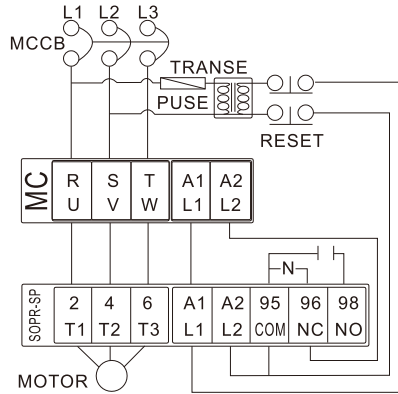 L1 L2 L3
MCCB
TRANSE
PUSE
RESET
MC
R S T A1 A2
U V W L1 L2
N
SOPR-SP
2 4 6 A1 A2 95 96 98
T1 T2 T3 L1 L2 COM NC NO
MOTOR